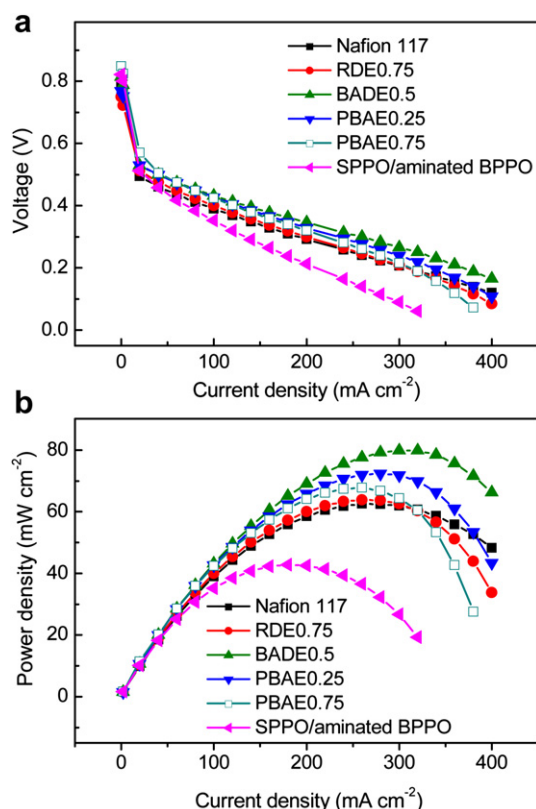 a
Nafion 117
RDE0.75
BADE0.5
PBAE0.25
PBAE0.75
SPPO/aminated BPPO
0.8
0.6
0.4
0.2
0.0
Voltage (V)
0 100 200 300 400
Current density (mA cm⁻²)
b
80
60
40
20
0
Power density (mW cm⁻²)
Nafion 117
RDE0.75
BADE0.5
PBAE0.25
PBAE0.75
SPPO/aminated BPPO
0 100 200 300 400
Current density (mA cm⁻²)